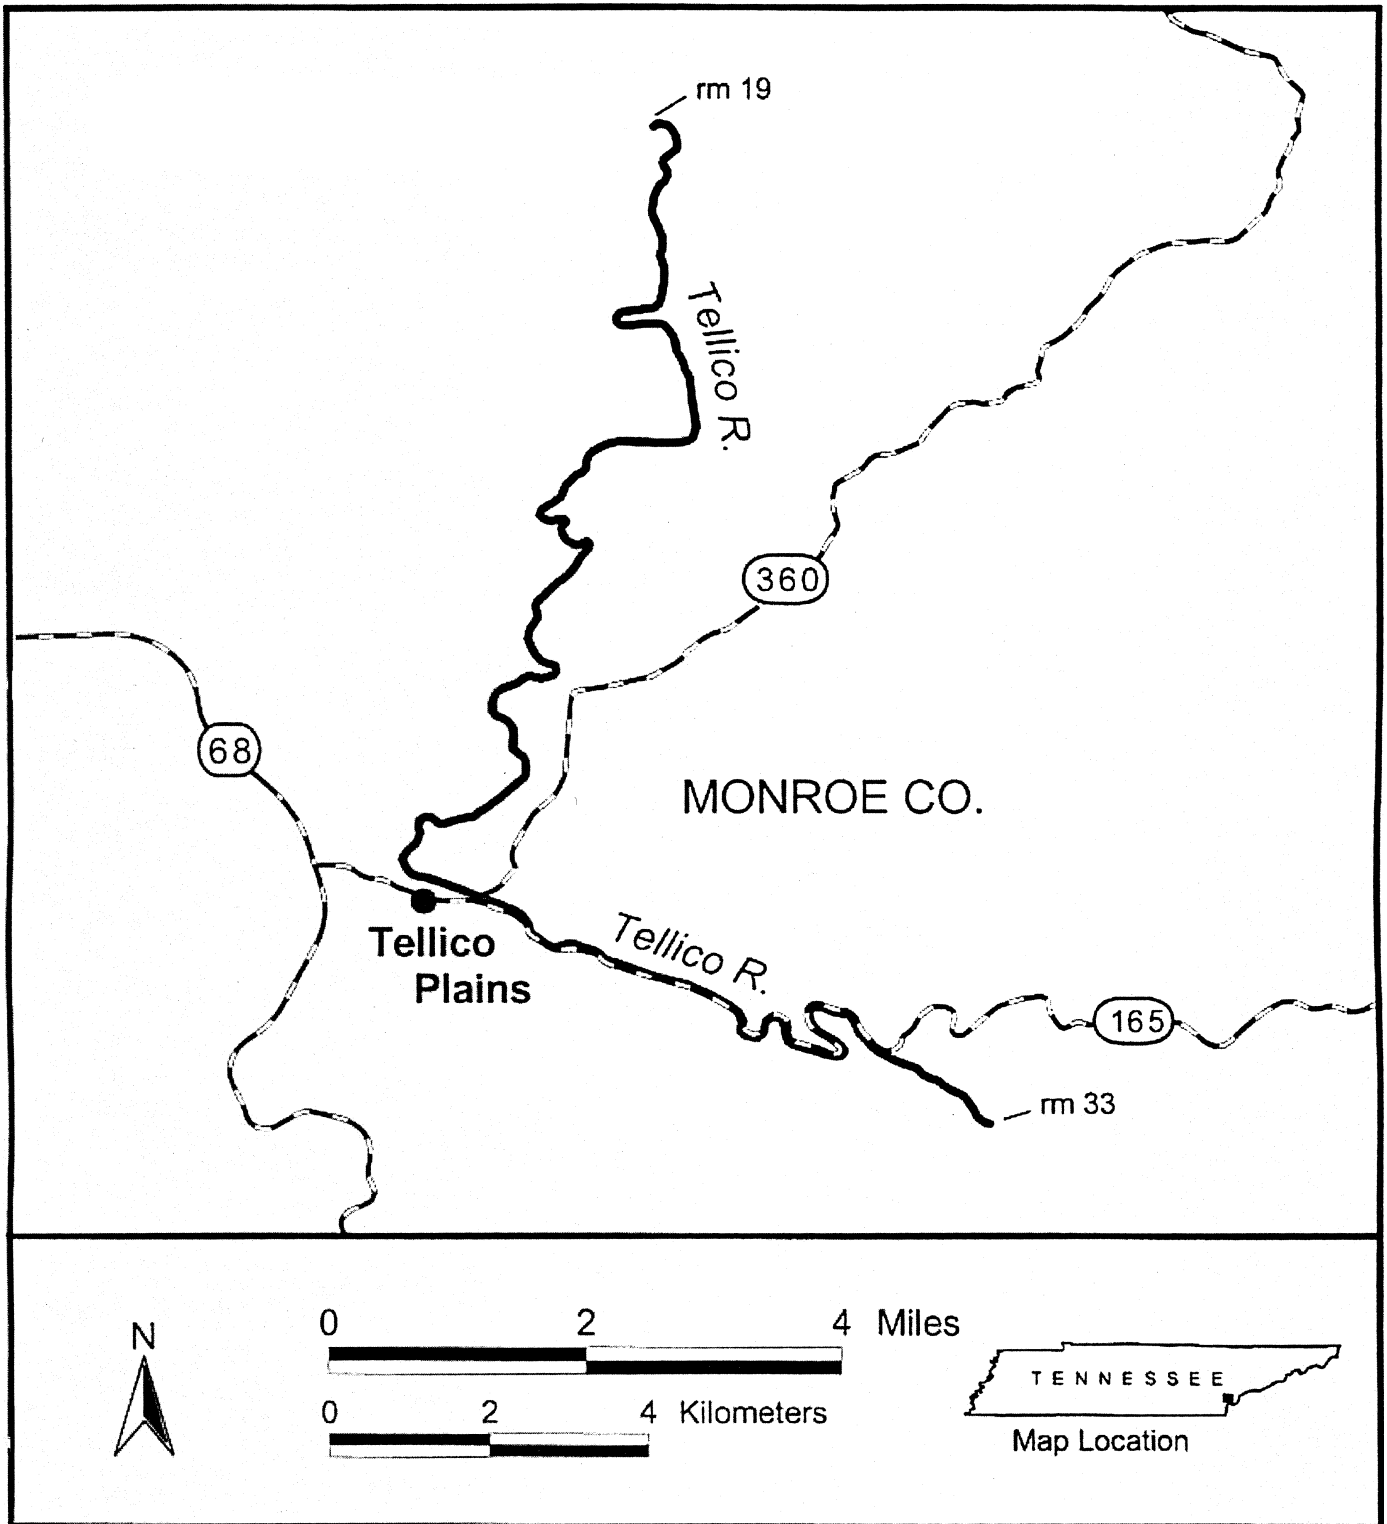 rm 19
Tellico R.
360
68
MONROE CO.
Tellico
Plains
Tellico R.
165
rm 33
N
0 2 4 Miles
0 2 4 Kilometers
TENNESSEE
Map Location